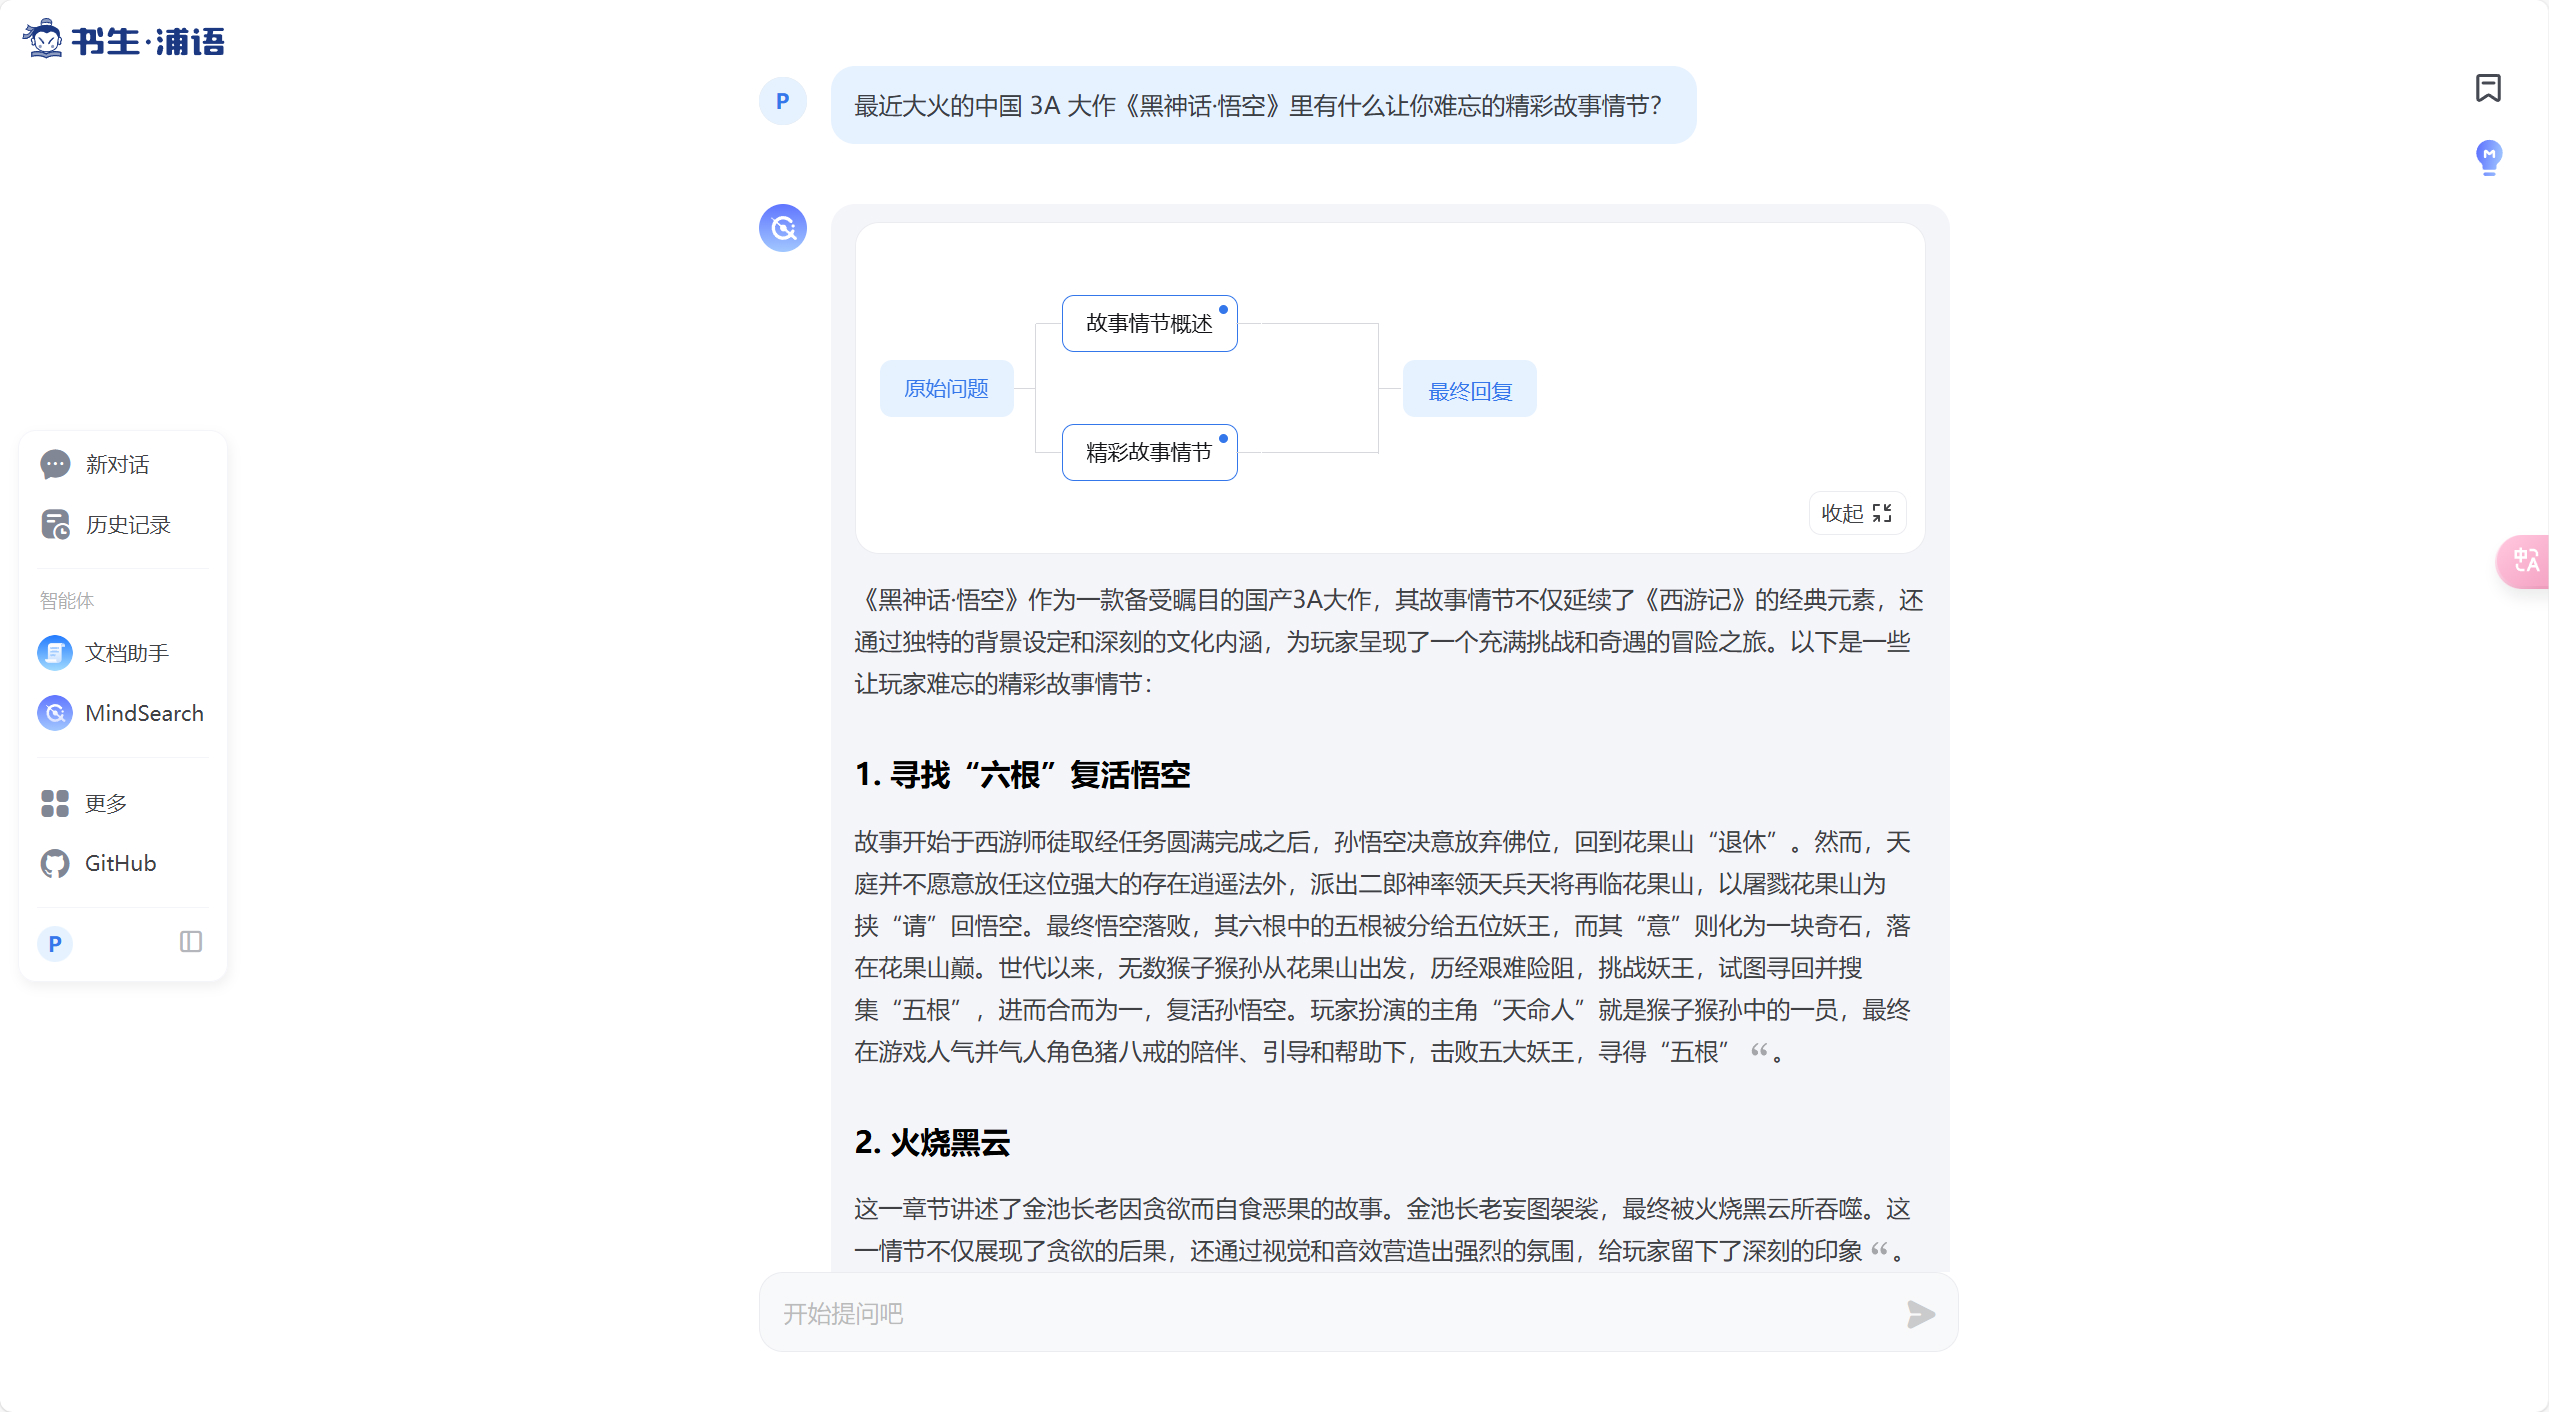 书生·浦语
P
最近大火的中国 3A 大作《黑神话·悟空》里有什么让你难忘的精彩故事情节？
故事情节概述
原始问题
最终回复
精彩故事情节
收起
《黑神话·悟空》作为一款备受瞩目的国产3A大作，其故事情节不仅延续了《西游记》的经典元素，还
通过独特的背景设定和深刻的文化内涵，为玩家呈现了一个充满挑战和奇遇的冒险之旅。以下是一些
让玩家难忘的精彩故事情节：
1. 寻找“六根”复活悟空
故事开始于西游师徒取经任务圆满完成之后，孙悟空决意放弃佛位，回到花果山“退休”。然而，天
庭并不愿意放任这位强大的存在逍遥法外，派出二郎神率领天兵天将再临花果山，以屠戮花果山为
挟“请”回悟空。最终悟空落败，其六根中的五根被分给五位妖王，而其“意”则化为一块奇石，落
在花果山巅。世代以来，无数猴子猴孙从花果山出发，历经艰难险阻，挑战妖王，试图寻回并搜
集“五根”，进而合而为一，复活孙悟空。玩家扮演的主角“天命人”就是猴子猴孙中的一员，最终
在游戏人气并气人角色猪八戒的陪伴、引导和帮助下，击败五大妖王，寻得“五根” “。
2. 火烧黑云
这一章节讲述了金池长老因贪欲而自食恶果的故事。金池长老妄图袈裟，最终被火烧黑云所吞噬。这
一情节不仅展现了贪欲的后果，还通过视觉和音效营造出强烈的氛围，给玩家留下了深刻的印象 “。
开始提问吧
新对话
历史记录
智能体
文档助手
MindSearch
更多
GitHub
P
M
中A